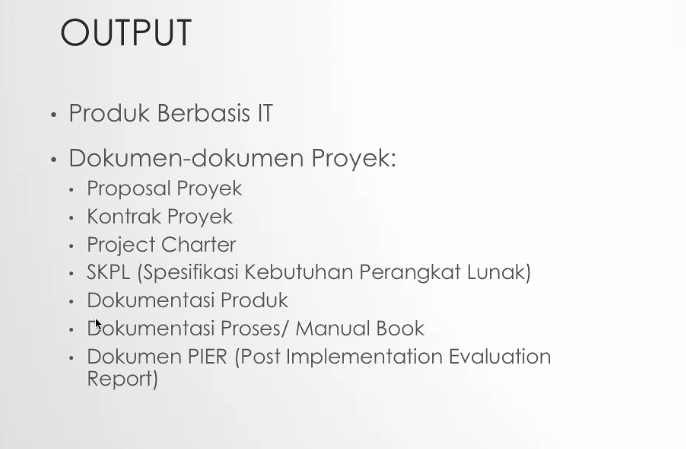 OUTPUT
• Produk Berbasis IT
• Dokumen-dokumen Proyek:
• Proposal Proyek
• Kontrak Proyek
• Project Charter
• SKPL (Spesifikasi Kebutuhan Perangkat Lunak)
• Dokumentasi Produk
• Dokumentasi Proses/ Manual Book
• Dokumen PIER (Post Implementation Evaluation
Report)